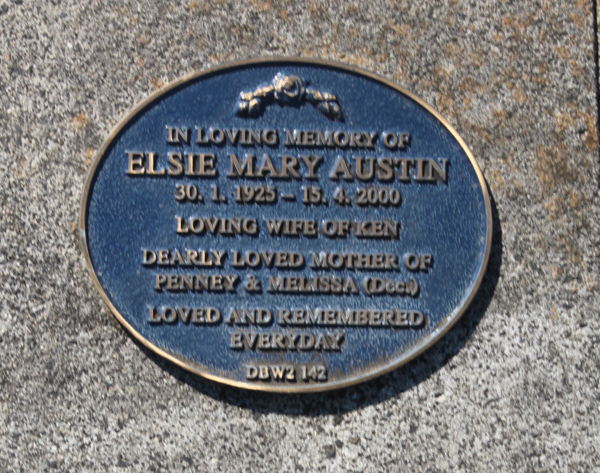 IN LOVING MEMORY OF
ELSIE MARY AUSTIN
30. 1. 1925 – 15. 4. 2000
LOVING WIFE OF KEN
DEARLY LOVED MOTHER OF
PENNEY & MELISSA (Dec'd)
LOVED AND REMEMBERED
EVERYDAY
DBW2 142